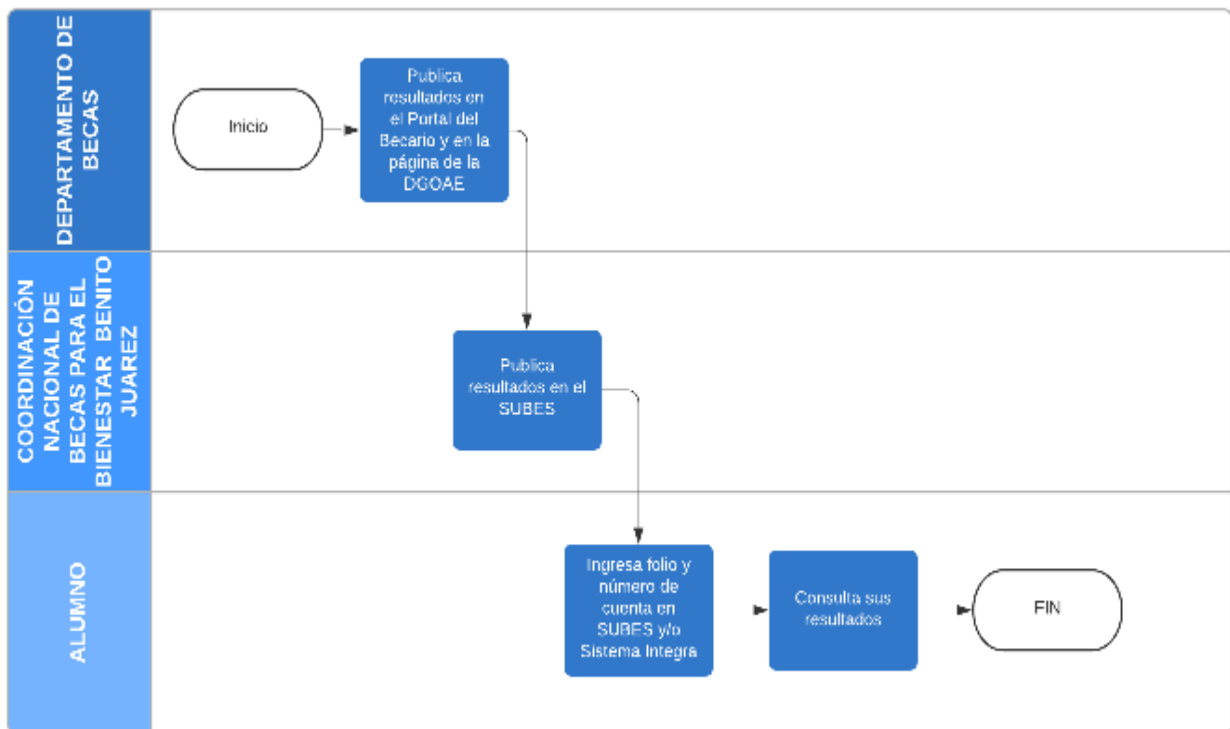 DEPARTAMENTO DE
BECAS
Inicio
Publica
resultados en
el Portal del
Becario y en la
página de la
DGOAE
COORDINACIÓN
NACIONAL DE
BECAS PARA EL
BIENESTAR BENITO
JUAREZ
Publica
resultados en el
SUBES
ALUMNO
Ingresa folio y
número de
cuenta en
SUBES y/o
Sistema Integra
Consulta sus
resultados
FIN